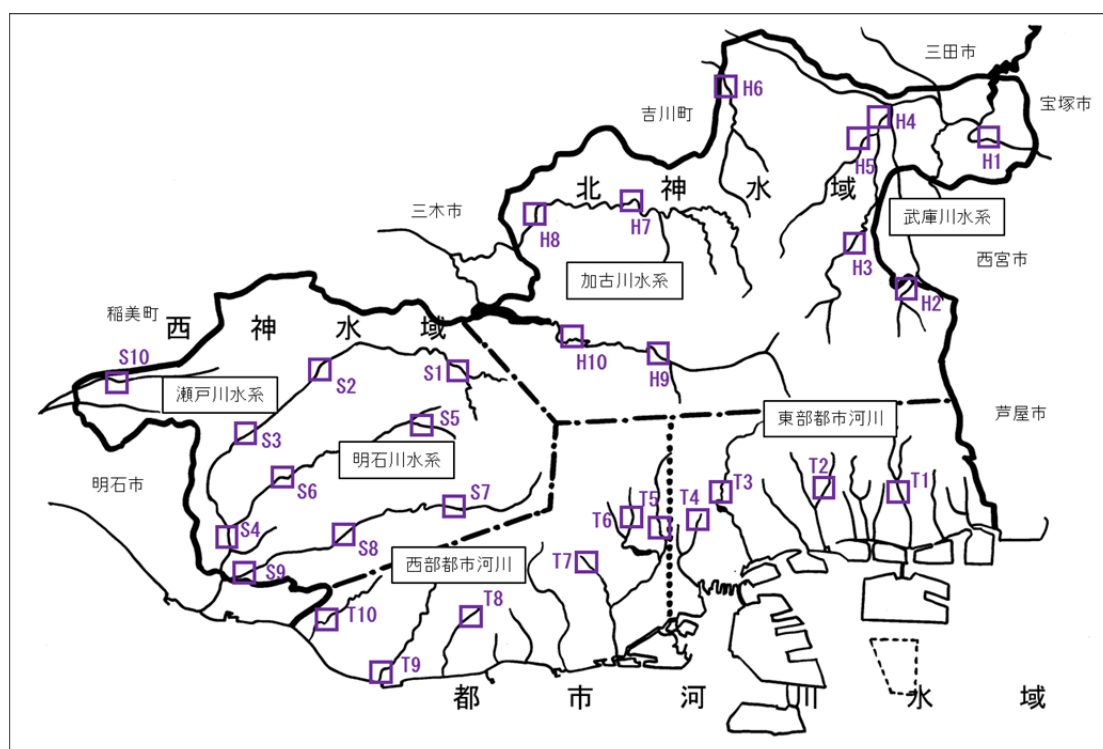 三田市
宝塚市
吉川町
H6
H4
H1
H5
北神水域
三木市
H8
H7
武庫川水系
H3
西宮市
加古川水系
H2
稲美町
西神水域
H10
H9
S10
S2
S1
瀬戸川水系
S5
東部都市河川
芦屋市
S3
明石川水系
明石市
S6
S7
T5
T4
T3
T2
T1
T6
S4
S8
西部都市河川
T7
S9
T10
T8
T9
都市河川水域